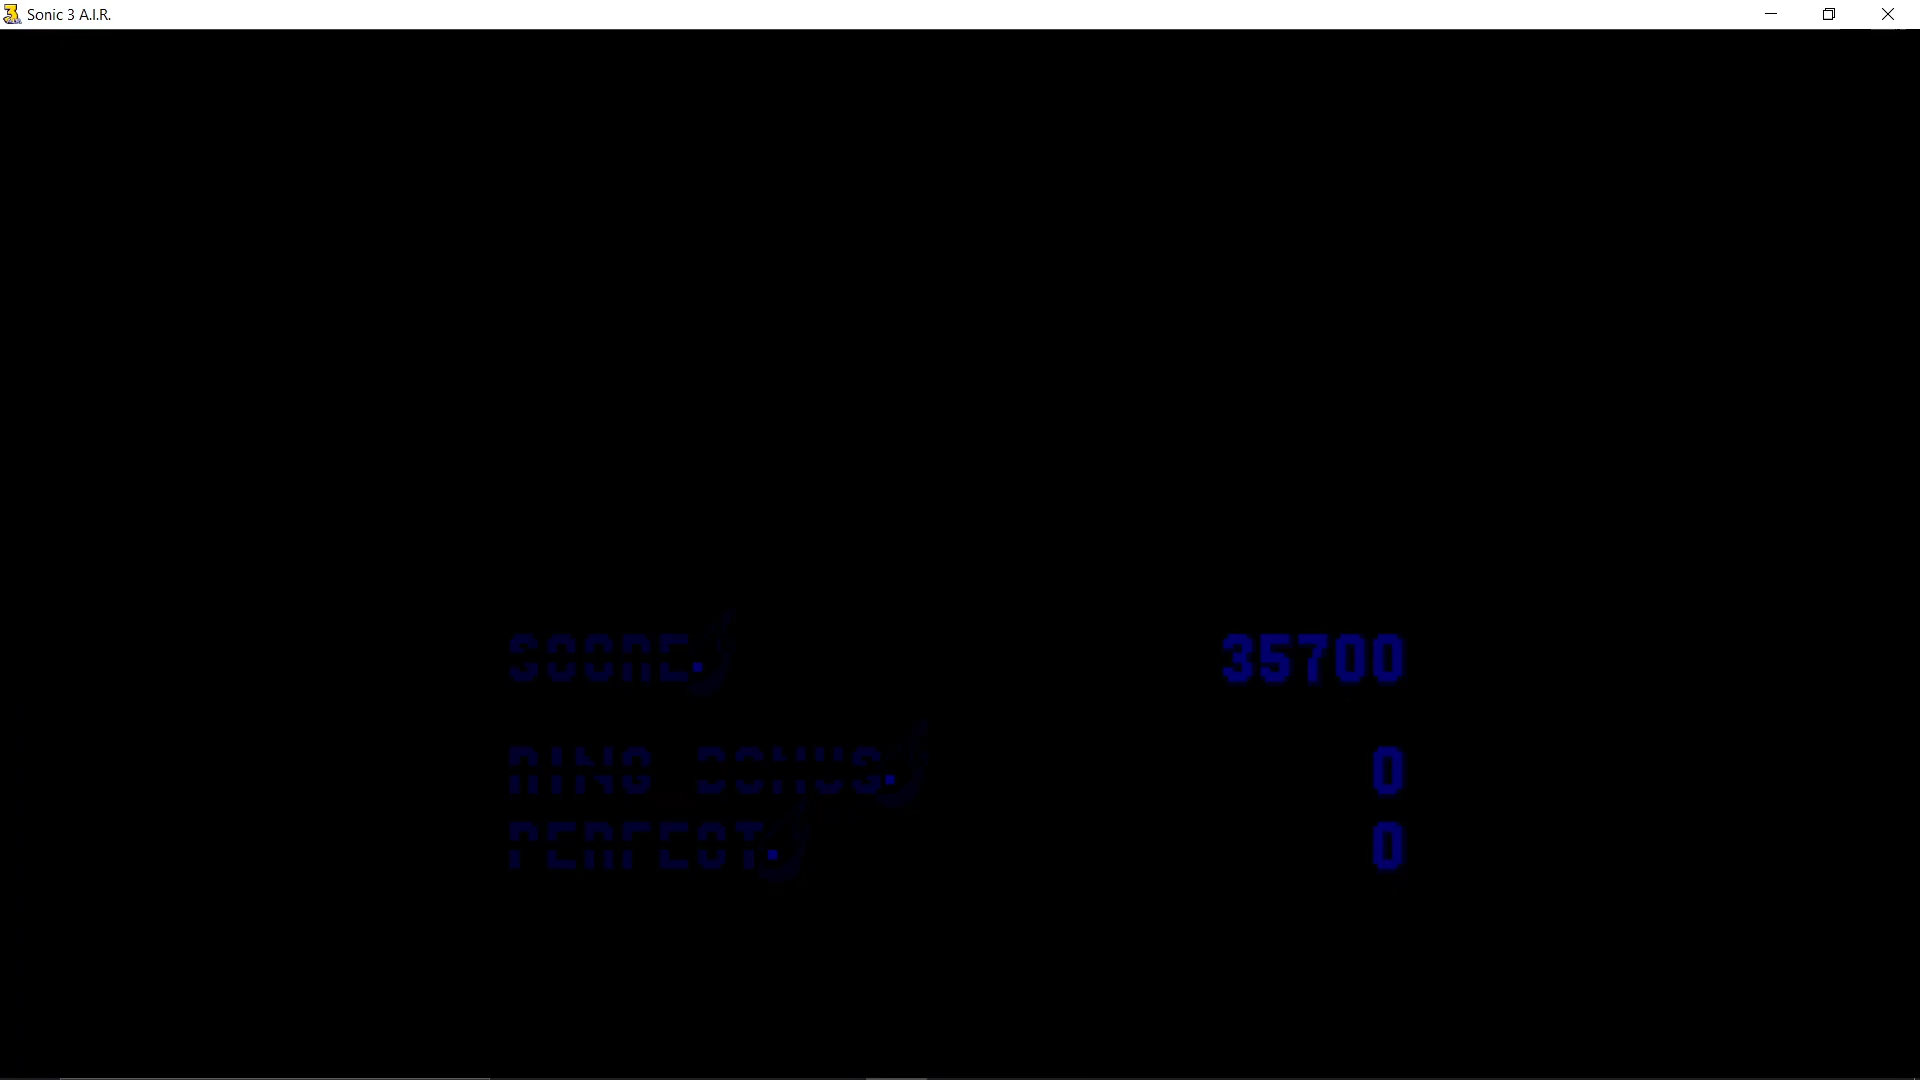 Sonic 3 A.I.R.
SCORE 35700
RING BONUS 0
PERFECT 0